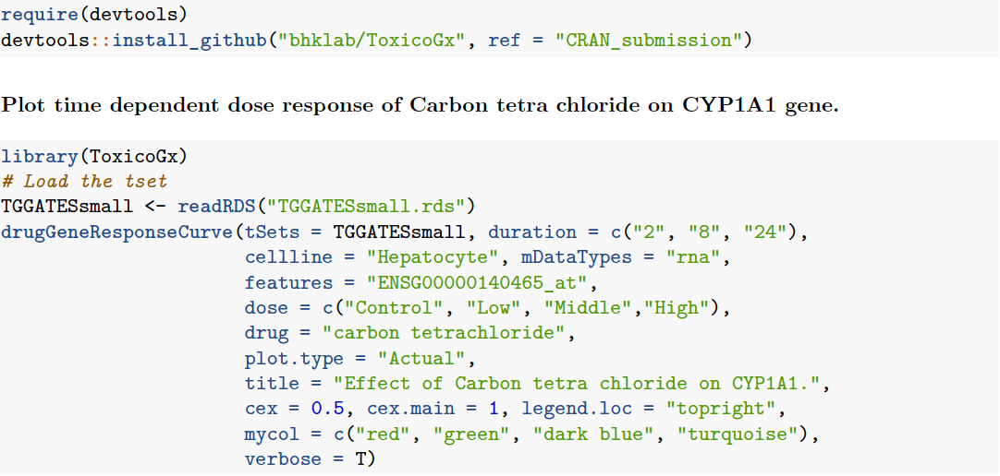 require(devtools)
devtools::install_github("bhklab/ToxicoGx", ref = "CRAN_submission")
Plot time dependent dose response of Carbon tetra chloride on CYP1A1 gene.
library(ToxicoGx)
# Load the tset
TGGATESsmall <- readRDS("TGGATESsmall.rds")
drugGeneResponseCurve(tSets = TGGATESsmall, duration = c("2", "8", "24"),
cellline = "Hepatocyte", mDataTypes = "rna",
features = "ENSG00000140465_at",
dose = c("Control", "Low", "Middle","High"),
drug = "carbon tetrachloride",
plot.type = "Actual",
title = "Effect of Carbon tetra chloride on CYP1A1.",
cex = 0.5, cex.main = 1, legend.loc = "topright",
mycol = c("red", "green", "dark blue", "turquoise"),
verbose = T)